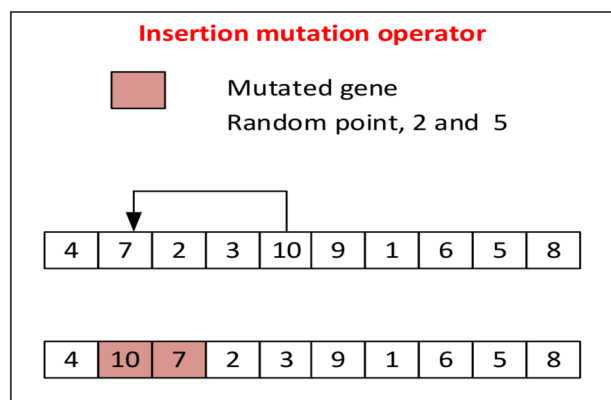 Insertion mutation operator
Mutated gene
Random point, 2 and 5
4 7 2 3 10 9 1 6 5 8
4 10 7 2 3 9 1 6 5 8